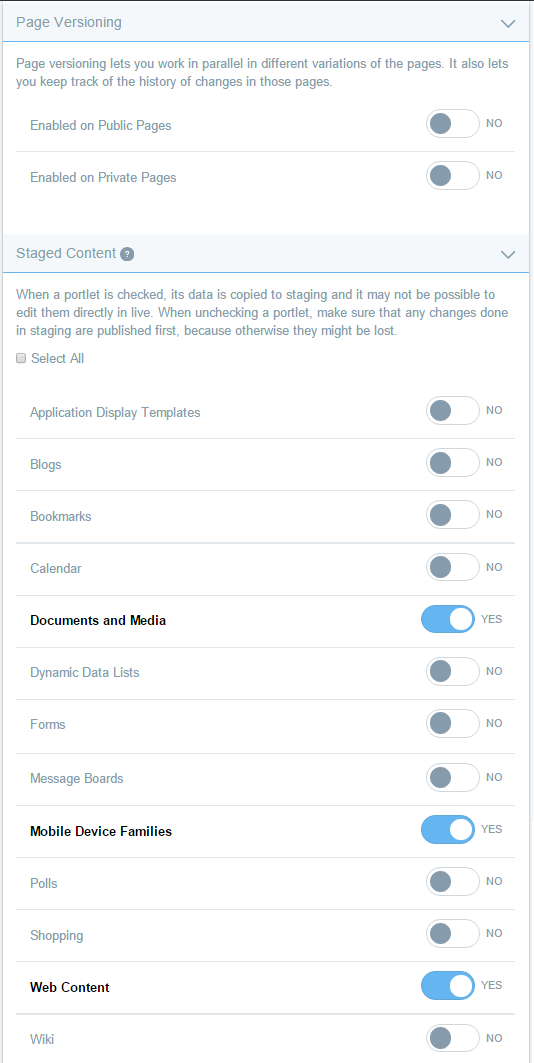 Page Versioning
Page versioning lets you work in parallel in different variations of the pages. It also lets
you keep track of the history of changes in those pages.
Enabled on Public Pages NO
Enabled on Private Pages NO
Staged Content ?
When a portlet is checked, its data is copied to staging and it may not be possible to
edit them directly in live. When unchecking a portlet, make sure that any changes done
in staging are published first, because otherwise they might be lost.
Select All
Application Display Templates NO
Blogs NO
Bookmarks NO
Calendar NO
Documents and Media YES
Dynamic Data Lists NO
Forms NO
Message Boards NO
Mobile Device Families YES
Polls NO
Shopping NO
Web Content YES
Wiki NO